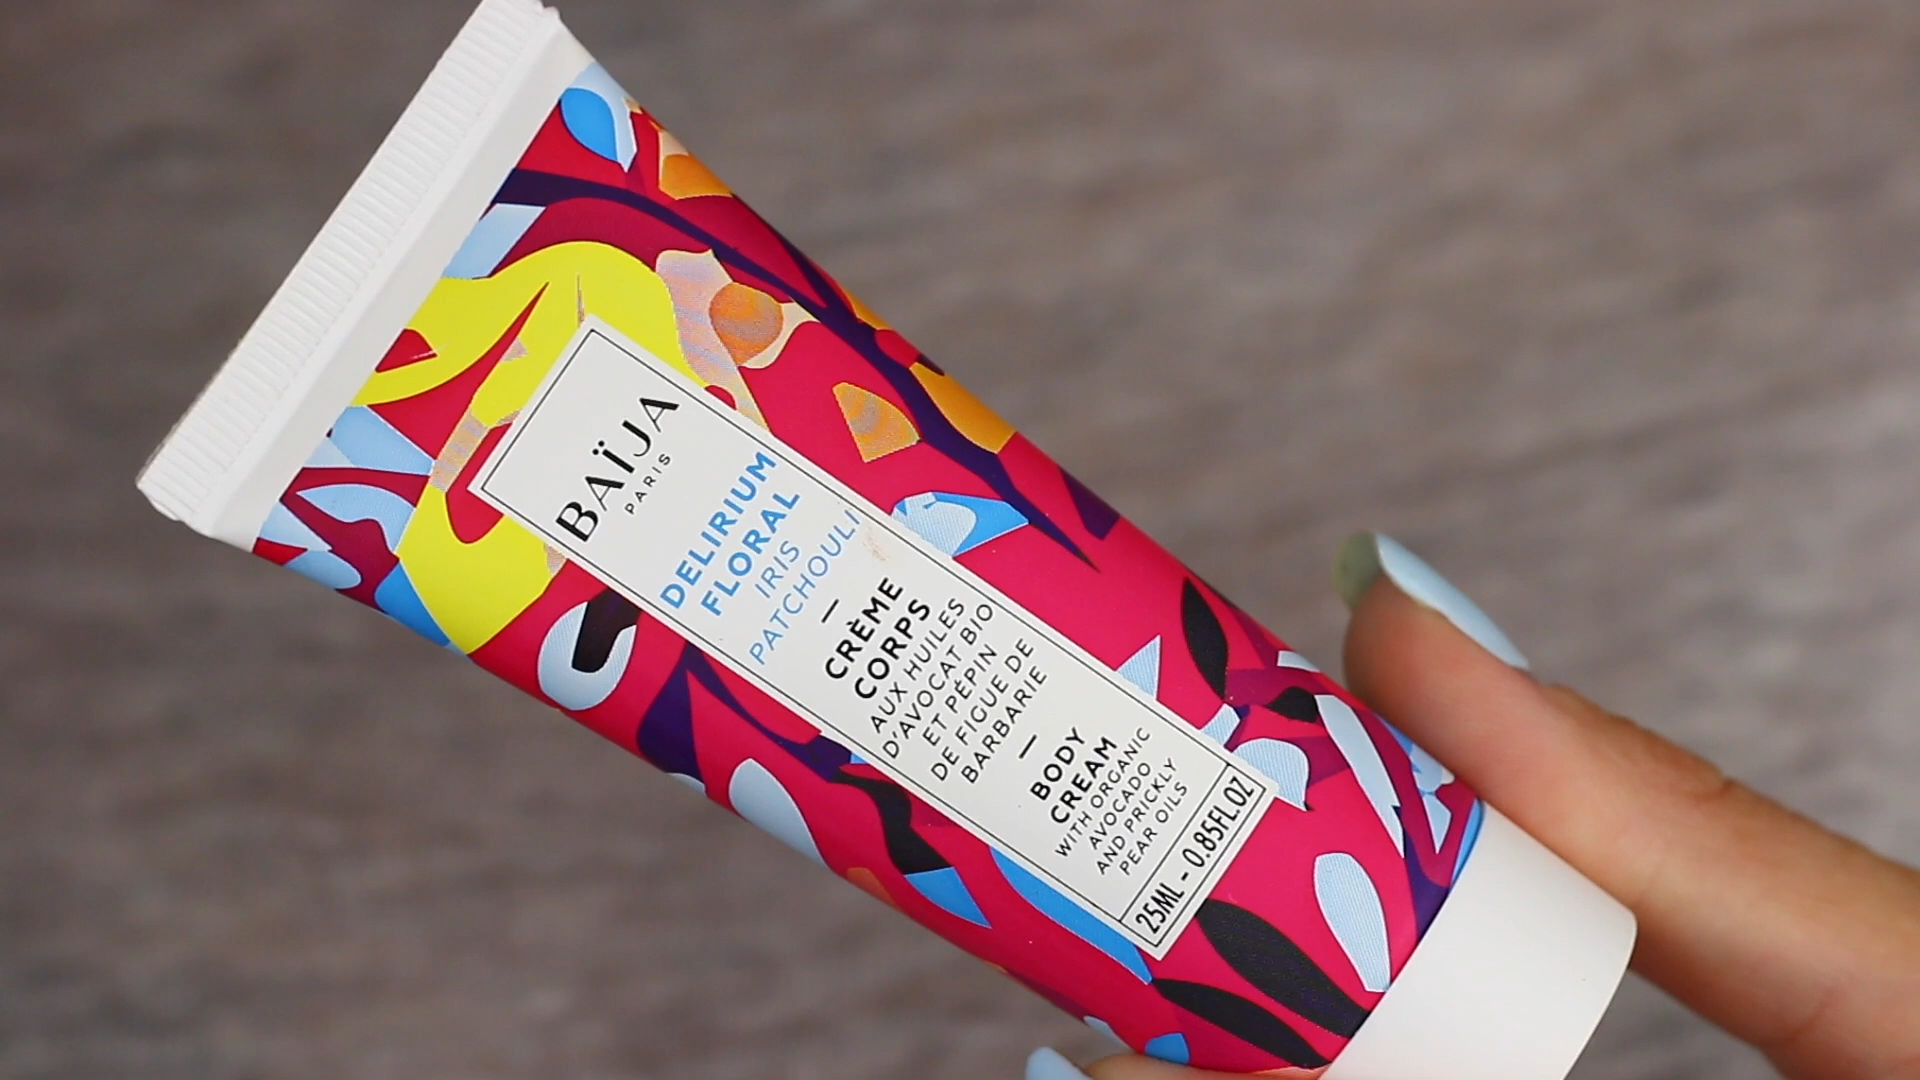 BAÏJA
PARIS
DELIRIUM
FLORAL
IRIS
PATCHOULI
—
CRÈME
CORPS
AUX HUILES
D'AVOCAT BIO
ET PÉPIN
DE FIGUE DE
BARBARIE
—
BODY
CREAM
WITH ORGANIC
AVOCADO
AND PRICKLY
PEAR OILS
25ML - 0.85FL.OZ